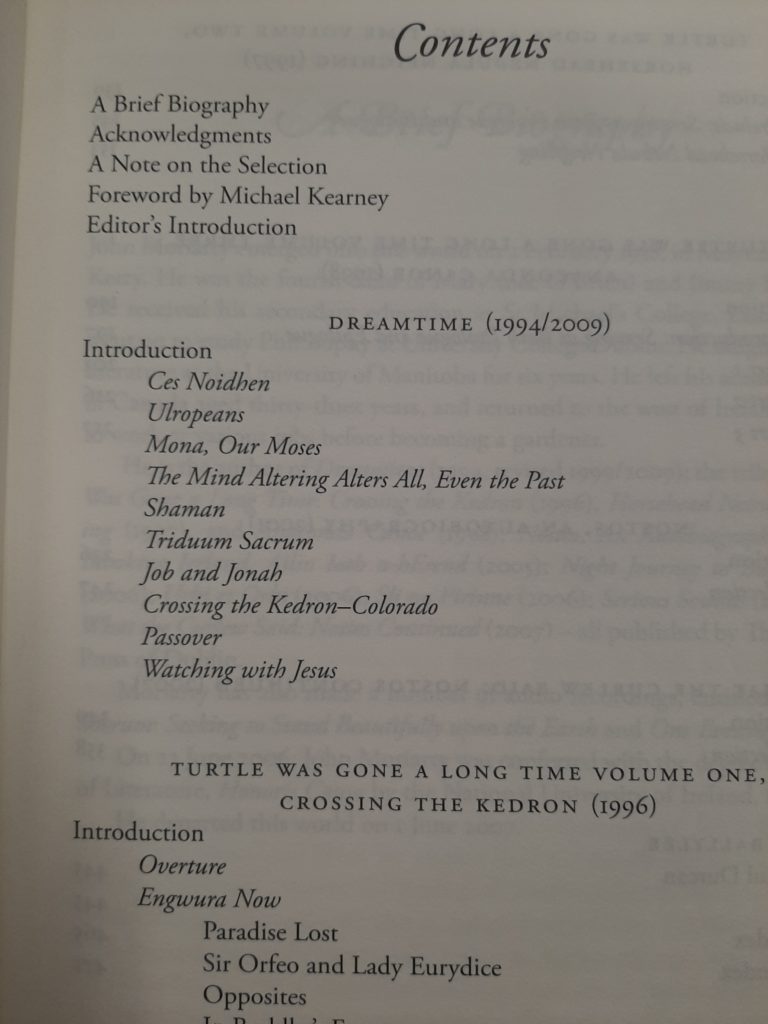 Contents
A Brief Biography
Acknowledgments
A Note on the Selection
Foreword by Michael Kearney
Editor's Introduction
DREAMTIME (1994/2009)
Introduction
Ces Noidhen
Ulropeans
Mona, Our Moses
The Mind Altering Alters All, Even the Past
Shaman
Triduum Sacrum
Job and Jonah
Crossing the Kedron–Colorado
Passover
Watching with Jesus
TURTLE WAS GONE A LONG TIME VOLUME ONE,
CROSSING THE KEDRON (1996)
Introduction
Overture
Engwura Now
Paradise Lost
Sir Orfeo and Lady Eurydice
Opposites